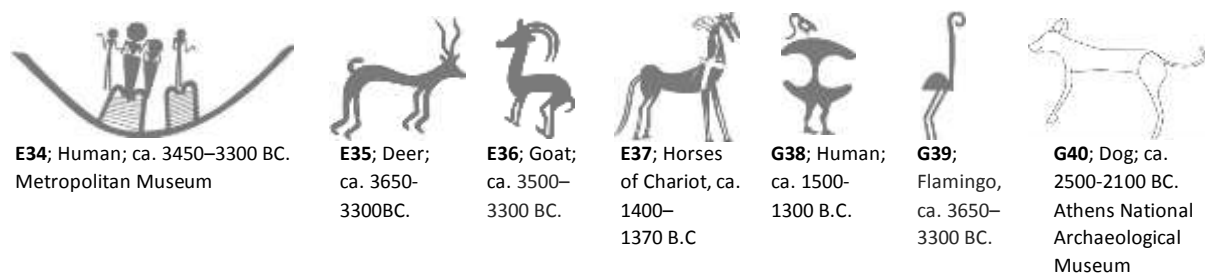 E34; Human; ca. 3450–3300 BC.
Metropolitan Museum
E35; Deer;
ca. 3650-
3300BC.
E36; Goat;
ca. 3500–
3300 BC.
E37; Horses
of Chariot, ca.
1400–
1370 B.C
G38; Human;
ca. 1500-
1300 B.C.
G39;
Flamingo,
ca. 3650–
3300 BC.
G40; Dog; ca.
2500-2100 BC.
Athens National
Archaeological
Museum